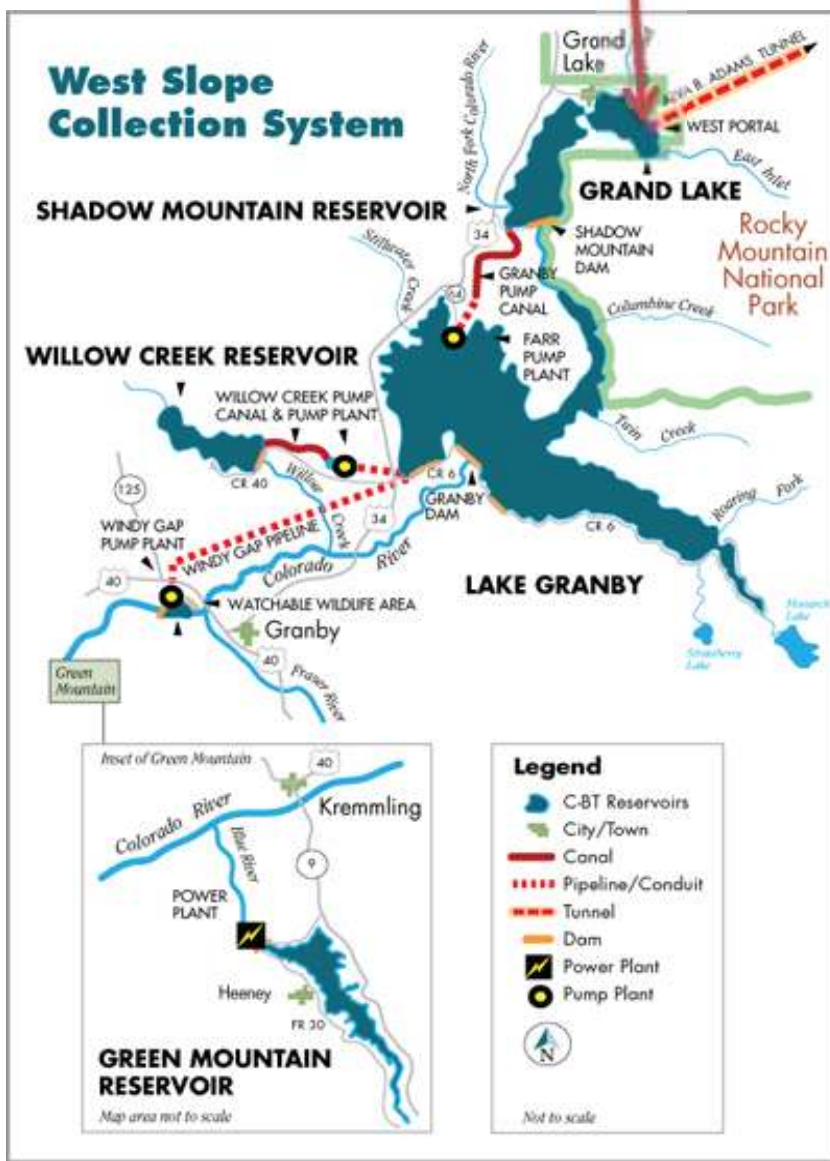 West Slope
Collection System
North Fork Colorado River
Grand
Lake
ALVA B. ADAMS TUNNEL
WEST PORTAL
East Inlet
GRAND LAKE
SHADOW MOUNTAIN RESERVOIR
34
SHADOW
MOUNTAIN
DAM
Rocky
Mountain
National
Park
Stillwater Creek
GRANBY
PUMP
CANAL
Columbine Creek
WILLOW CREEK RESERVOIR
FARR
PUMP
PLANT
WILLOW CREEK PUMP
CANAL & PUMP PLANT
Twin
Creek
CR 40
Willow
Creek
CR 6
GRANBY
DAM
125
WINDY GAP
PUMP PLANT
WINDY GAP PIPELINE
34
Colorado
River
CR 6
Roaring Fork
40
LAKE GRANBY
WATCHABLE WILDLIFE AREA
Granby
40
Fraser River
Strawberry
Lake
Monarch
Lake
Green
Mountain
Inset of Green Mountain
40
Kremmling
Colorado River
Blue River
9
POWER
PLANT
Heeney
FR 30
GREEN MOUNTAIN
RESERVOIR
Map area not to scale
Legend
C-BT Reservoirs
City/Town
Canal
Pipeline/Conduit
Tunnel
Dam
Power Plant
Pump Plant
N
Not to scale